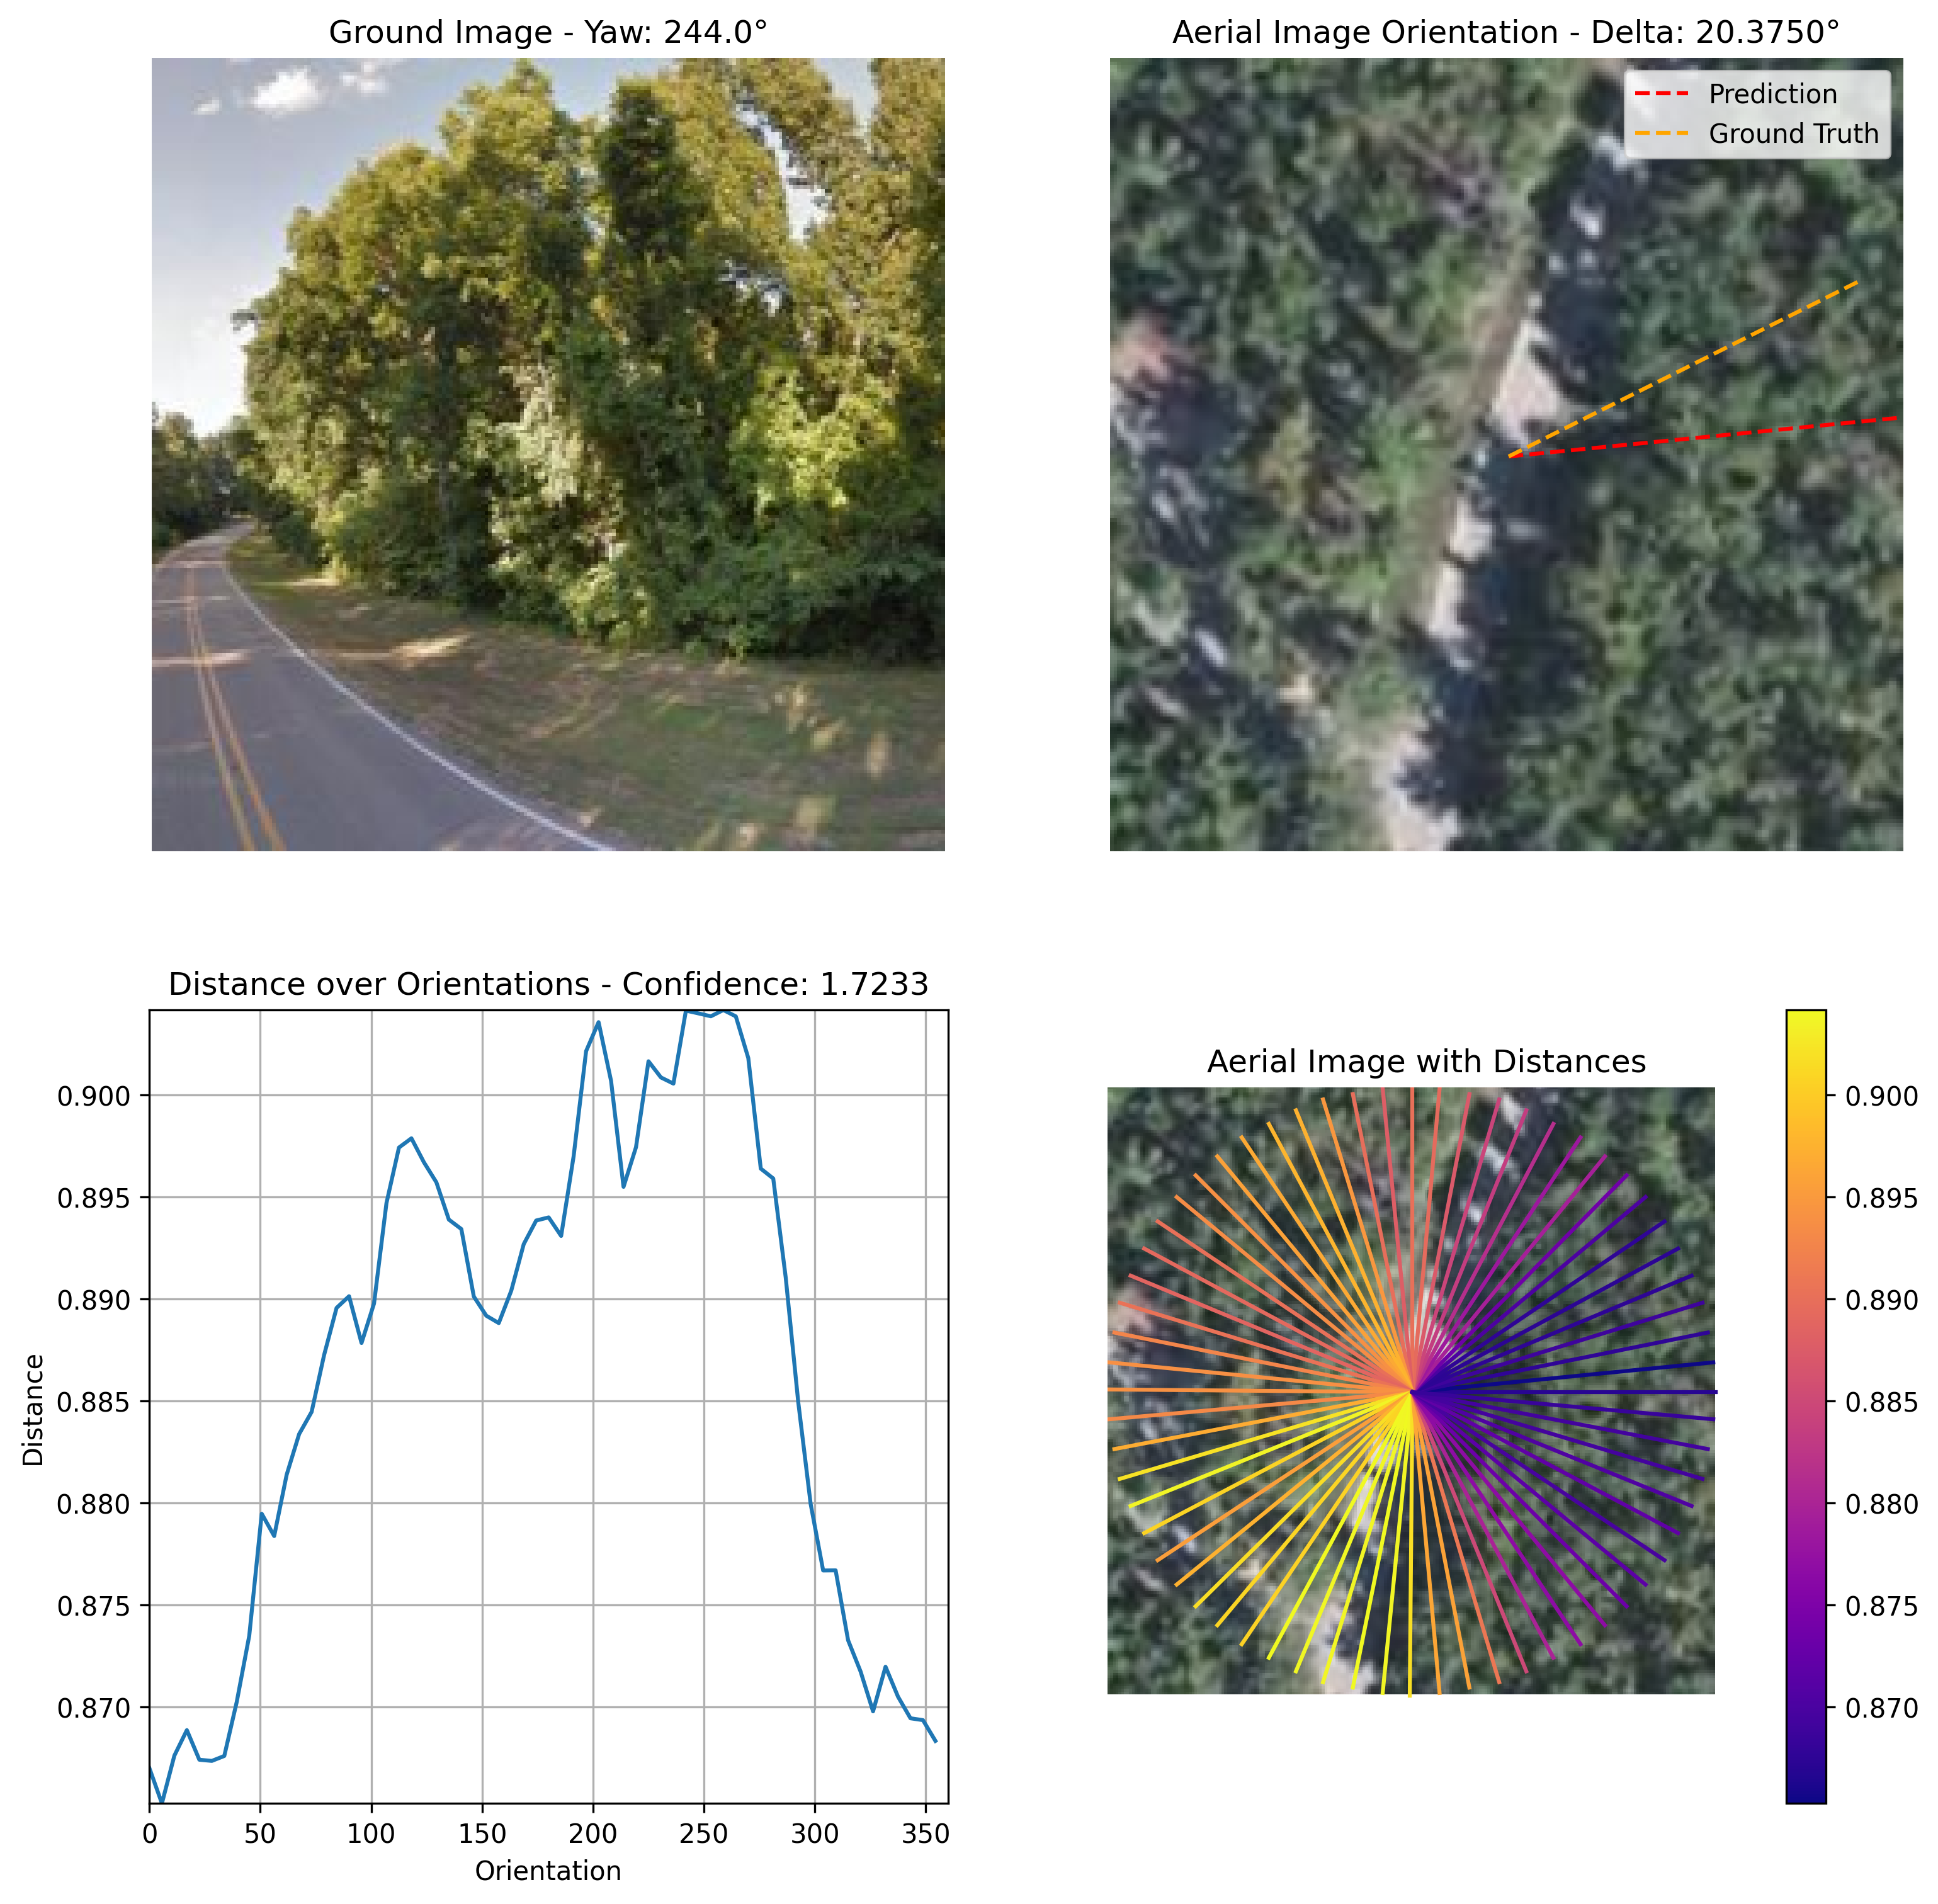 Ground Image - Yaw: 244.0°
Aerial Image Orientation - Delta: 20.3750°
Prediction
Ground Truth
Distance over Orientations - Confidence: 1.7233
0.900
0.895
0.890
0.885
0.880
0.875
0.870
Distance
0 50 100 150 200 250 300 350
Orientation
Aerial Image with Distances
0.900
0.895
0.890
0.885
0.880
0.875
0.870